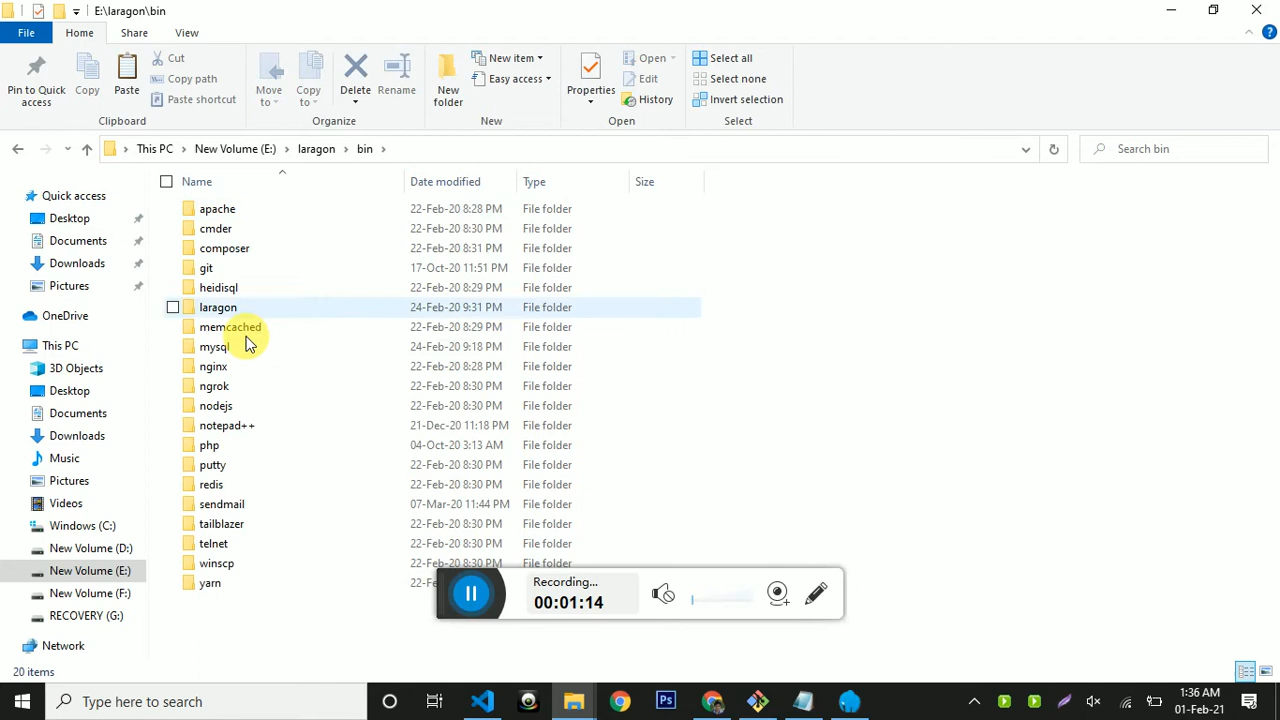 E:\laragon\bin
File Home Share View
Pin to Quick access
Copy
Paste
Cut
Copy path
Paste shortcut
Clipboard
Move to
Copy to
Delete
Rename
Organize
New folder
New item
Easy access
New
Properties
Open
Edit
History
Open
Select all
Select none
Invert selection
Select
This PC New Volume (E:) laragon bin
Search bin
Quick access
Desktop
Documents
Downloads
Pictures
OneDrive
This PC
3D Objects
Desktop
Documents
Downloads
Music
Pictures
Videos
Windows (C:)
New Volume (D:)
New Volume (E:)
New Volume (F:)
RECOVERY (G:)
Network
Name Date modified Type Size
apache 22-Feb-20 8:28 PM File folder
cmder 22-Feb-20 8:30 PM File folder
composer 22-Feb-20 8:31 PM File folder
git 17-Oct-20 11:51 PM File folder
heidisql 22-Feb-20 8:29 PM File folder
laragon 24-Feb-20 9:31 PM File folder
memcached 22-Feb-20 8:29 PM File folder
mysql 24-Feb-20 9:18 PM File folder
nginx 22-Feb-20 8:28 PM File folder
ngrok 22-Feb-20 8:30 PM File folder
nodejs 22-Feb-20 8:30 PM File folder
notepad++ 21-Dec-20 11:18 PM File folder
php 04-Oct-20 3:13 AM File folder
putty 22-Feb-20 8:30 PM File folder
redis 22-Feb-20 8:30 PM File folder
sendmail 07-Mar-20 11:44 PM File folder
tailblazer 22-Feb-20 8:30 PM File folder
telnet 22-Feb-20 8:30 PM File folder
winscp 22-Feb-20 8:30 PM File folder
yarn
Recording...
00:01:14
20 items
Type here to search
Ps
1:36 AM
01-Feb-21